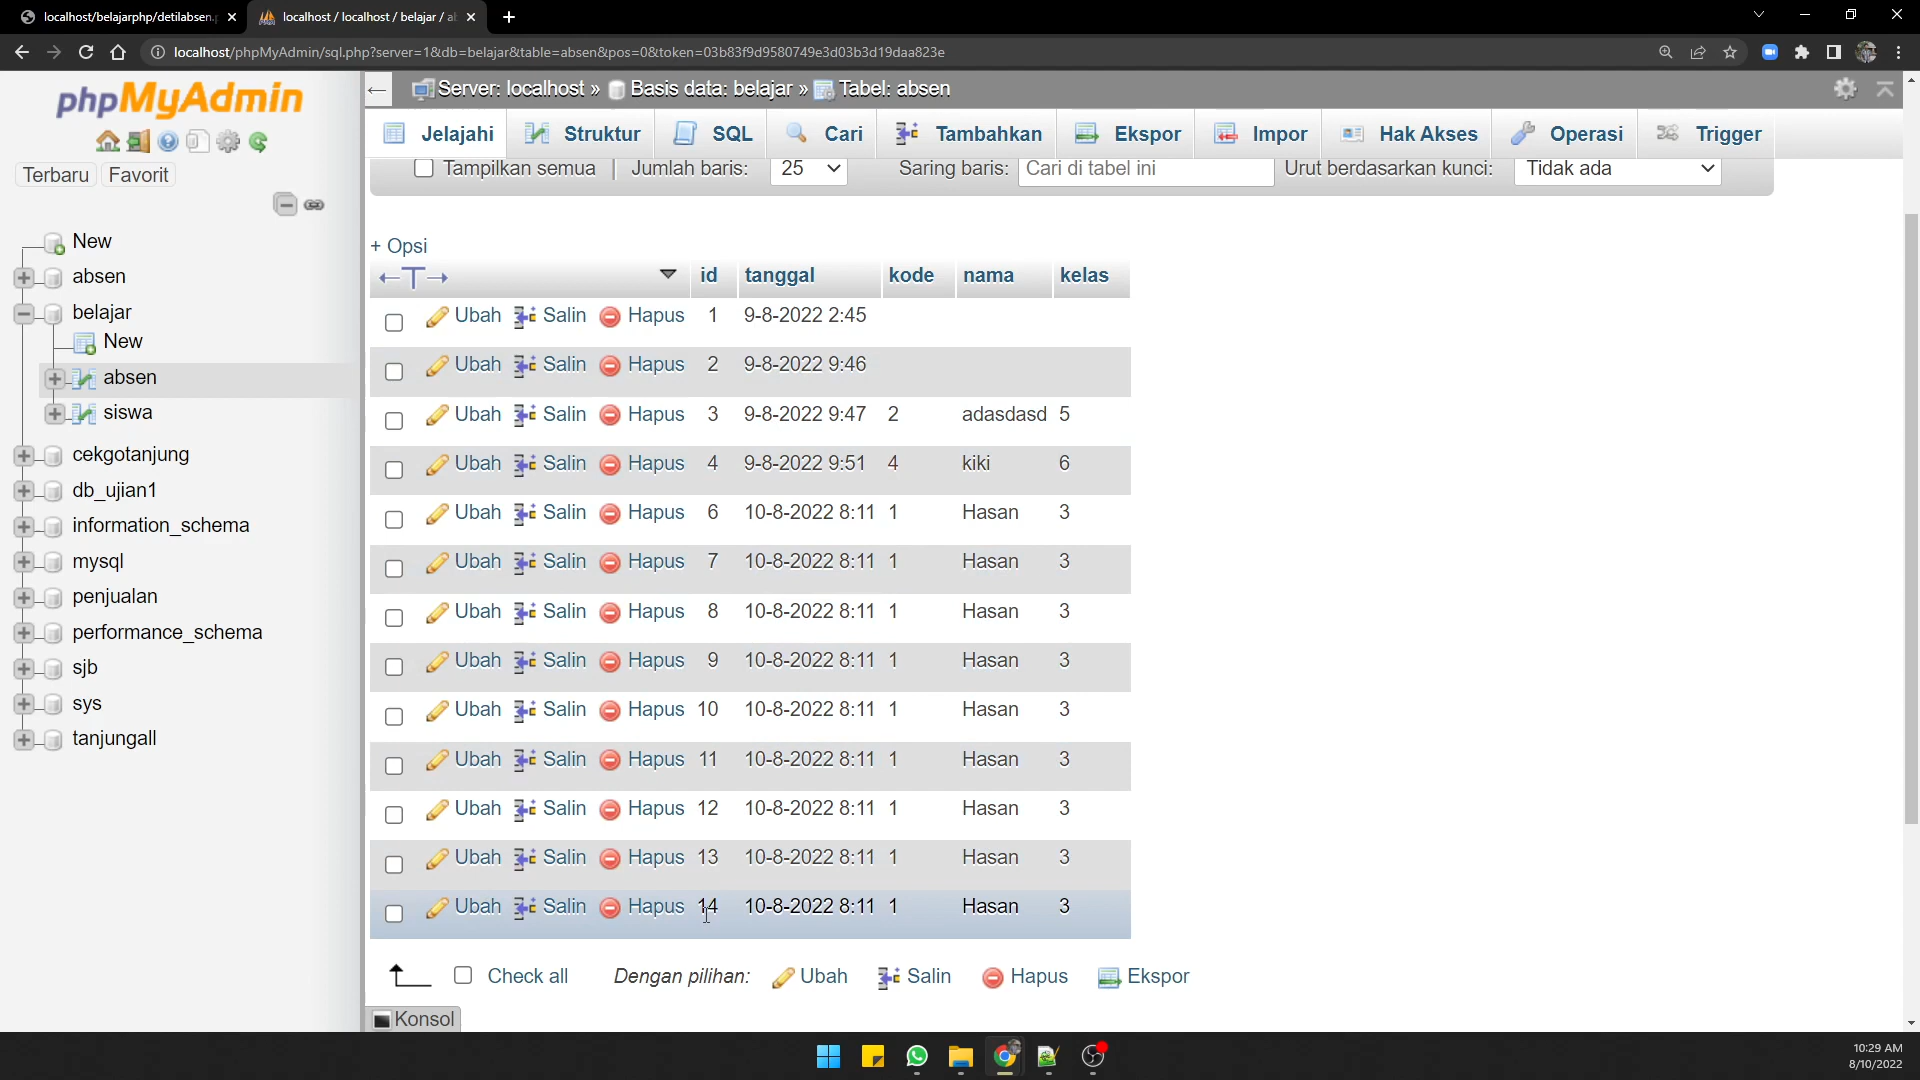 localhost/belajarphp/detilabsen.
localhost / localhost / belajar / a
localhost/phpMyAdmin/sql.php?server=1&db=belajar&table=absen&pos=0&token=03b83f9d9580749e3d03b3d19daa823e
phpMyAdmin
Terbaru Favorit
New
absen
belajar
New
absen
siswa
cekgotanjung
db_ujian1
information_schema
mysql
penjualan
performance_schema
sjb
sys
tanjungall
Server: localhost » Basis data: belajar » Tabel: absen
Jelajahi Struktur SQL Cari Tambahkan Ekspor Impor Hak Akses Operasi Trigger
Tampilkan semua Jumlah baris: 25 Saring baris: Cari di tabel ini Urut berdasarkan kunci: Tidak ada
+ Opsi
←T→ id tanggal kode nama kelas
Ubah Salin Hapus 1 9-8-2022 2:45
Ubah Salin Hapus 2 9-8-2022 9:46
Ubah Salin Hapus 3 9-8-2022 9:47 2 adasdasd 5
Ubah Salin Hapus 4 9-8-2022 9:51 4 kiki 6
Ubah Salin Hapus 6 10-8-2022 8:11 1 Hasan 3
Ubah Salin Hapus 7 10-8-2022 8:11 1 Hasan 3
Ubah Salin Hapus 8 10-8-2022 8:11 1 Hasan 3
Ubah Salin Hapus 9 10-8-2022 8:11 1 Hasan 3
Ubah Salin Hapus 10 10-8-2022 8:11 1 Hasan 3
Ubah Salin Hapus 11 10-8-2022 8:11 1 Hasan 3
Ubah Salin Hapus 12 10-8-2022 8:11 1 Hasan 3
Ubah Salin Hapus 13 10-8-2022 8:11 1 Hasan 3
Ubah Salin Hapus 14 10-8-2022 8:11 1 Hasan 3
Check all Dengan pilihan: Ubah Salin Hapus Ekspor
Konsol
10:29 AM
8/10/2022